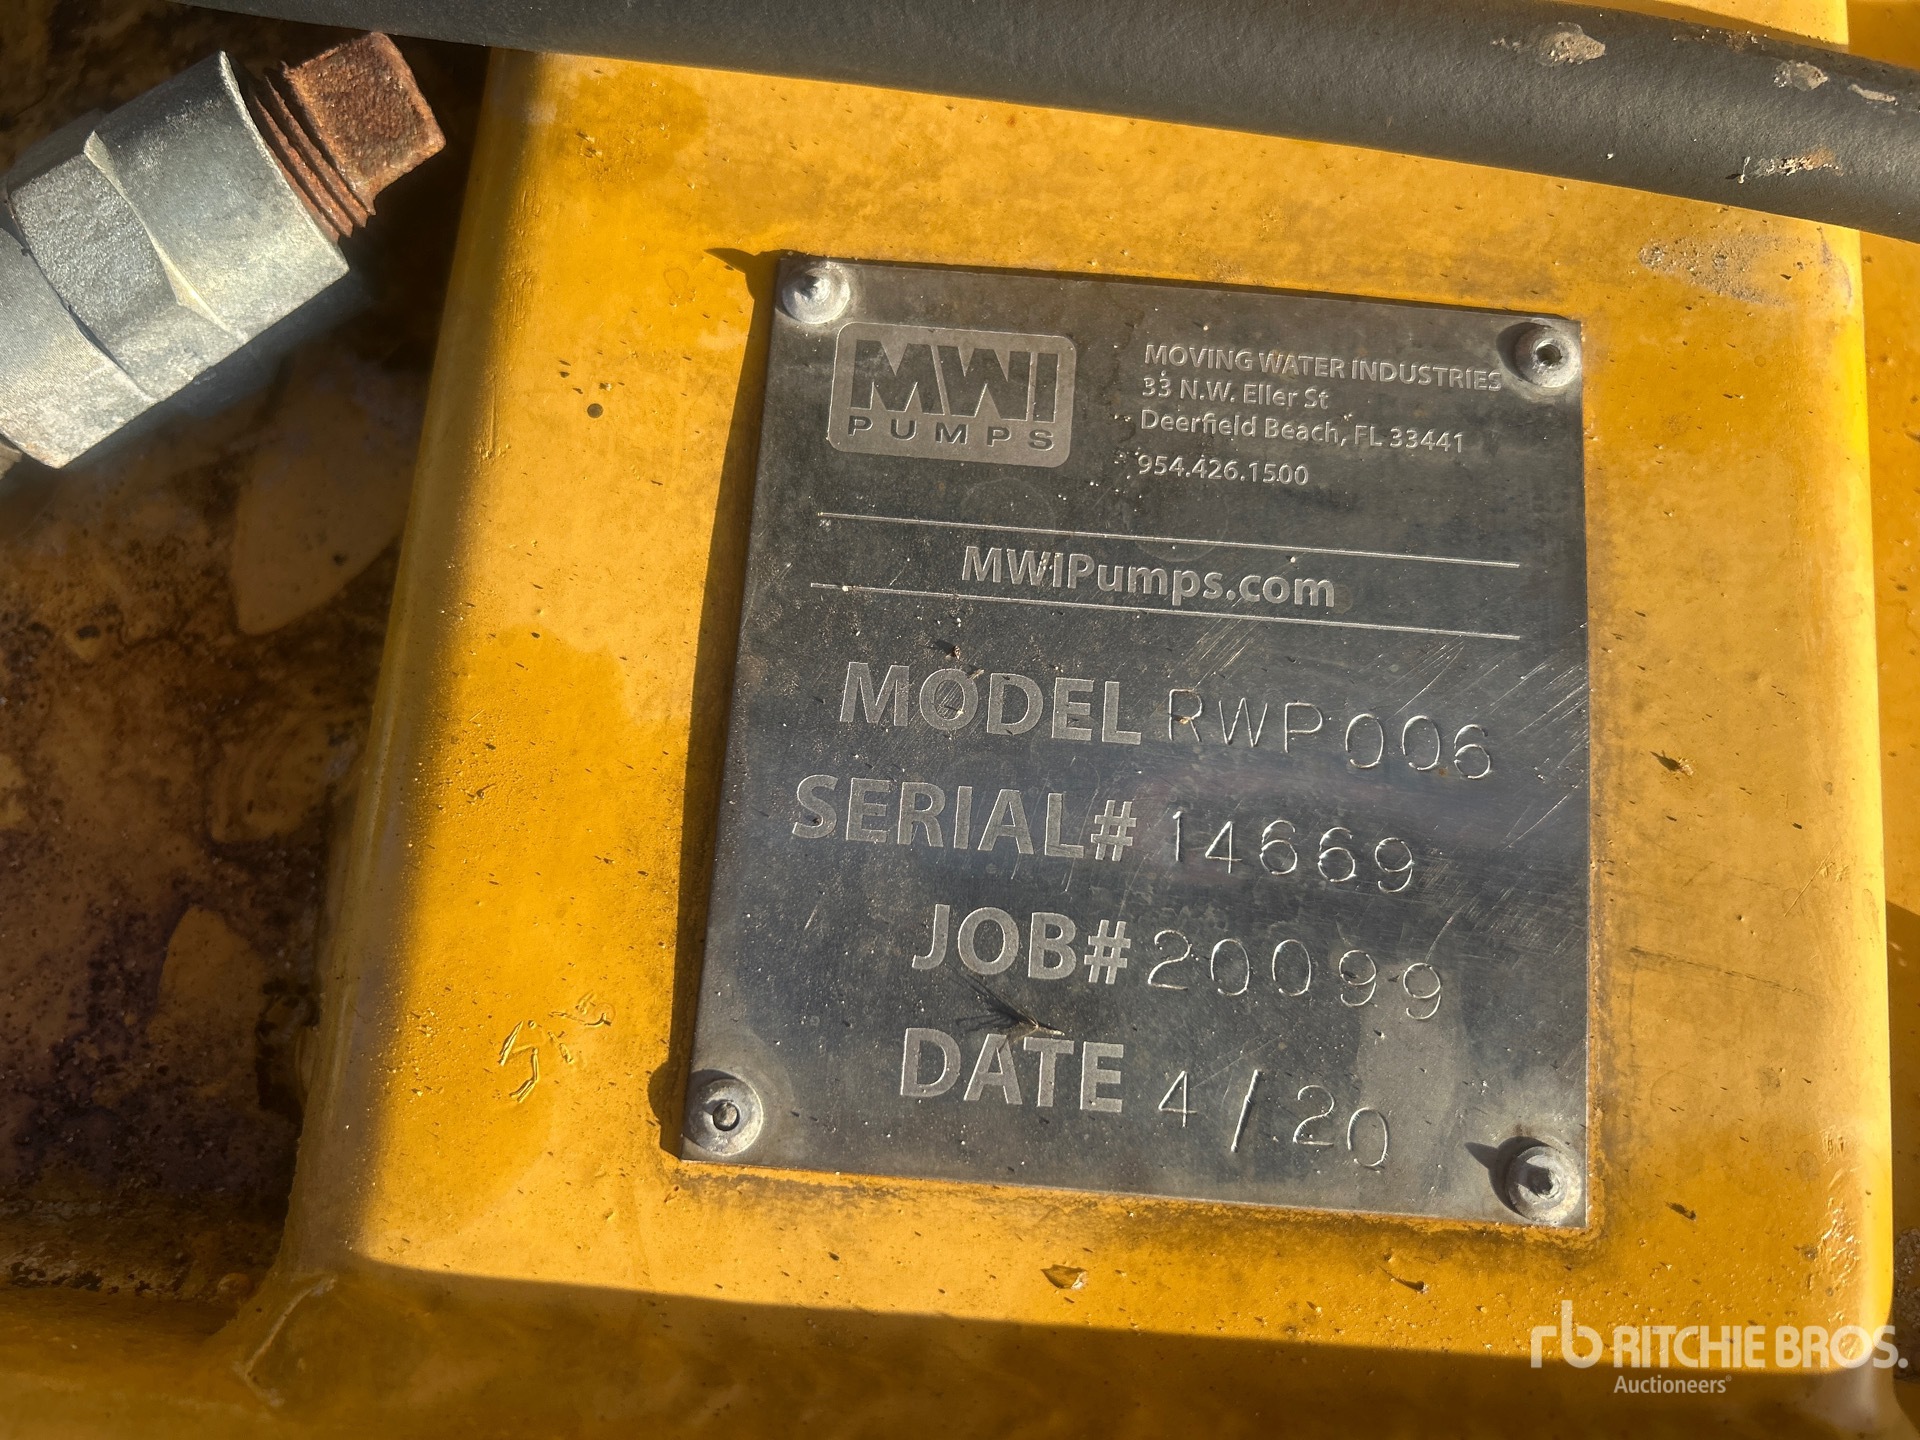 MWI
PUMPS
MOVING WATER INDUSTRIES
33 N.W. Eller St
Deerfield Beach, FL 33441
954.426.1500
MWIPumps.com
MODEL RWP006
SERIAL# 14669
JOB# 20099
DATE 4/20
rb RITCHIE BROS.
Auctioneers